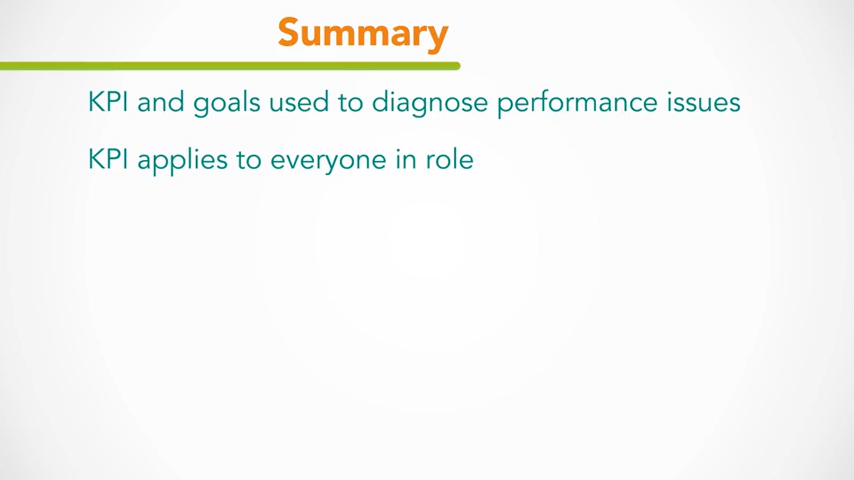 Summary
KPI and goals used to diagnose performance issues
KPI applies to everyone in role